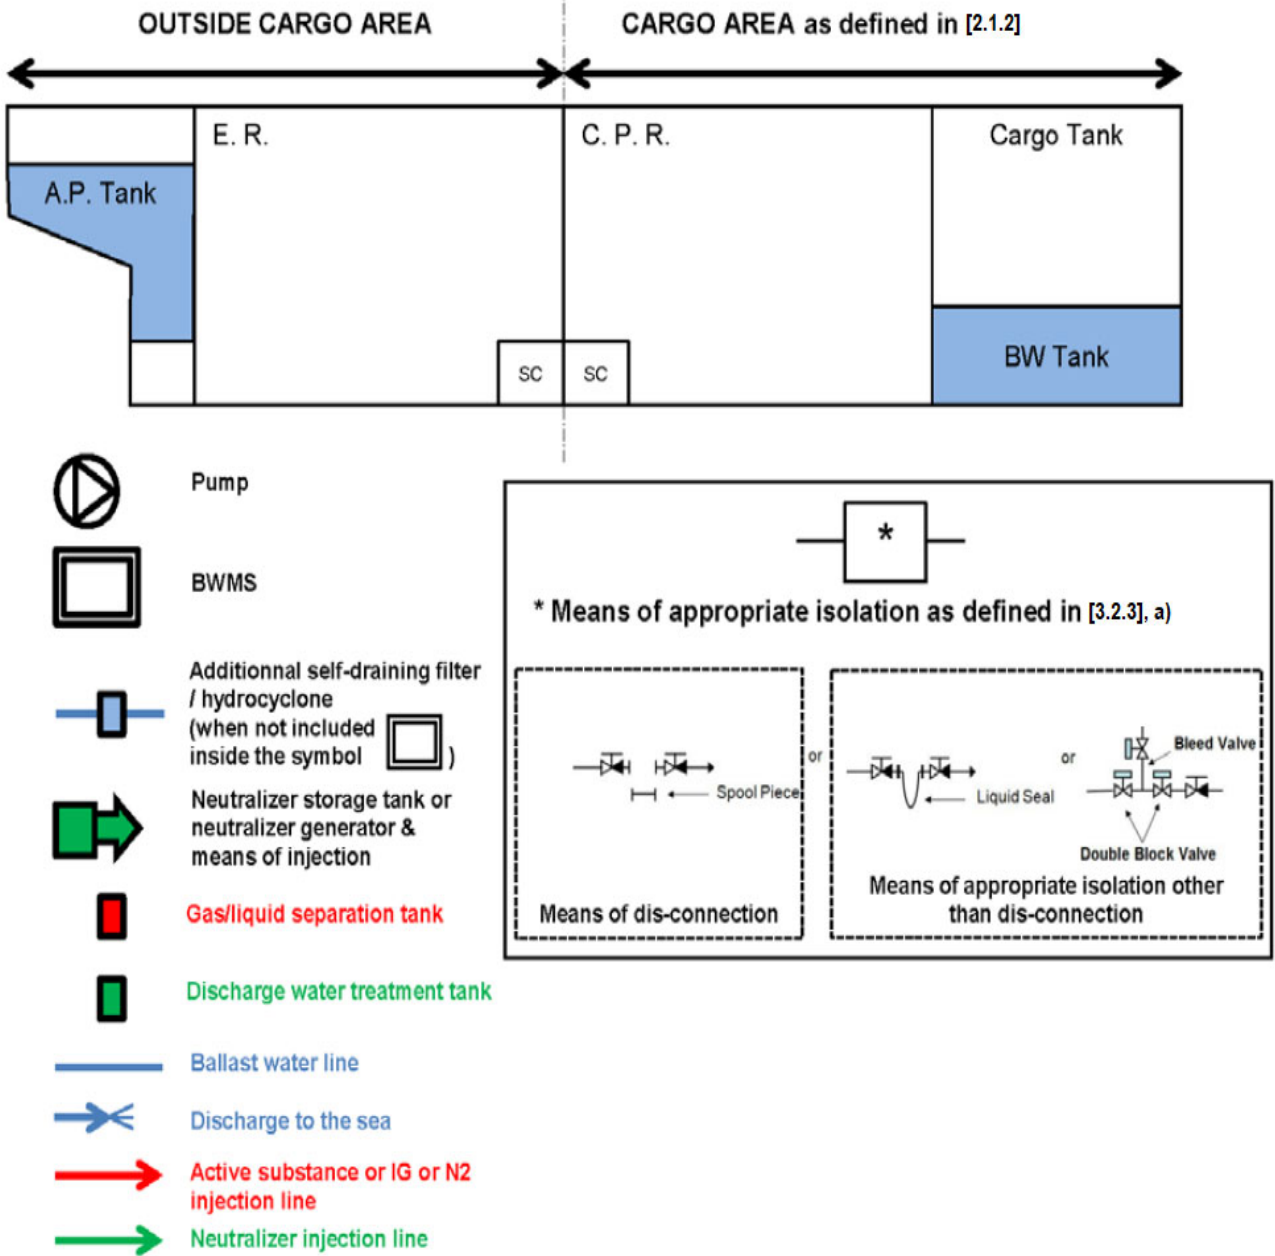 OUTSIDE CARGO AREA
CARGO AREA as defined in [2.1.2]
E. R.
C. P. R.
Cargo Tank
A.P. Tank
SC
SC
BW Tank
Pump
BWMS
Additionnal self-draining filter
/ hydrocyclone
(when not included
inside the symbol )
Neutralizer storage tank or
neutralizer generator &
means of injection
Gas/liquid separation tank
Discharge water treatment tank
Ballast water line
Discharge to the sea
Active substance or IG or N2
injection line
Neutralizer injection line
*
* Means of appropriate isolation as defined in [3.2.3], a)
Spool Piece
Means of dis-connection
or
Liquid Seal
or
Bleed Valve
Double Block Valve
Means of appropriate isolation other
than dis-connection